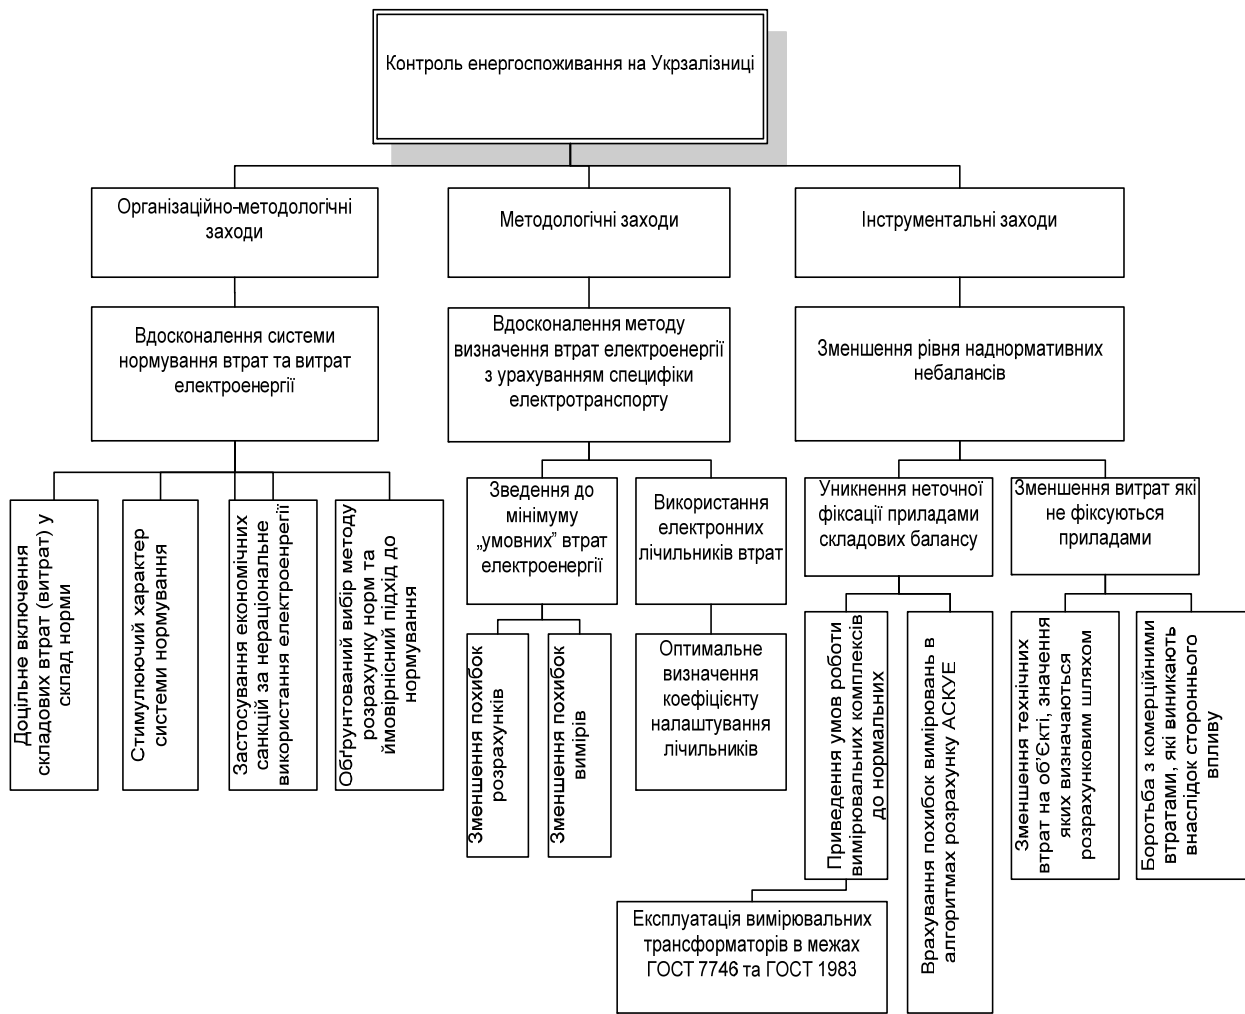 Контроль енергоспоживання на Укрзалізниці
Організаційно-методологічні
заходи
Методологічні заходи
Інструментальні заходи
Вдосконалення системи
нормування втрат та витрат
електроенергії
Вдосконалення методу
визначення втрат електроенергії
з урахуванням специфіки
електротранспорту
Зменшення рівня наднормативних
небалансів
Доцільне включення
складових втрат (витрат) у
склад норми
Стимулюючий характер
системи нормування
Застосування економічних
санкцій за нераціональне
використання електроенрегії
Обґрунтований вибір методу
розрахунку норм та
ймовірнісний підхід до
нормування
Зведення до
мінімуму
„умовних” втрат
електроенергії
Використання
електронних
лічильників втрат
Уникнення неточної
фіксації приладами
складових балансу
Зменшення витрат які
не фіксуються
приладами
Зменшення похибок
розрахунків
Зменшення похибок
вимірів
Оптимальне
визначення
коефіцієнту
налаштування
лічильників
Приведення умов роботи
вимірювальних комплексів
до нормальних
Врахування похибок вимірювань в
алгоритмах розрахунку АСКУЕ
Зменшення технічних
втрат на об'Єкті, значення
яких визначаються
розрахунковим шляхом
Боротьба з комерційними
втратами, які виникають
внаслідок стороннього
впливу
Експлуатація вимірювальних
трансформаторів в межах
ГОСТ 7746 та ГОСТ 1983